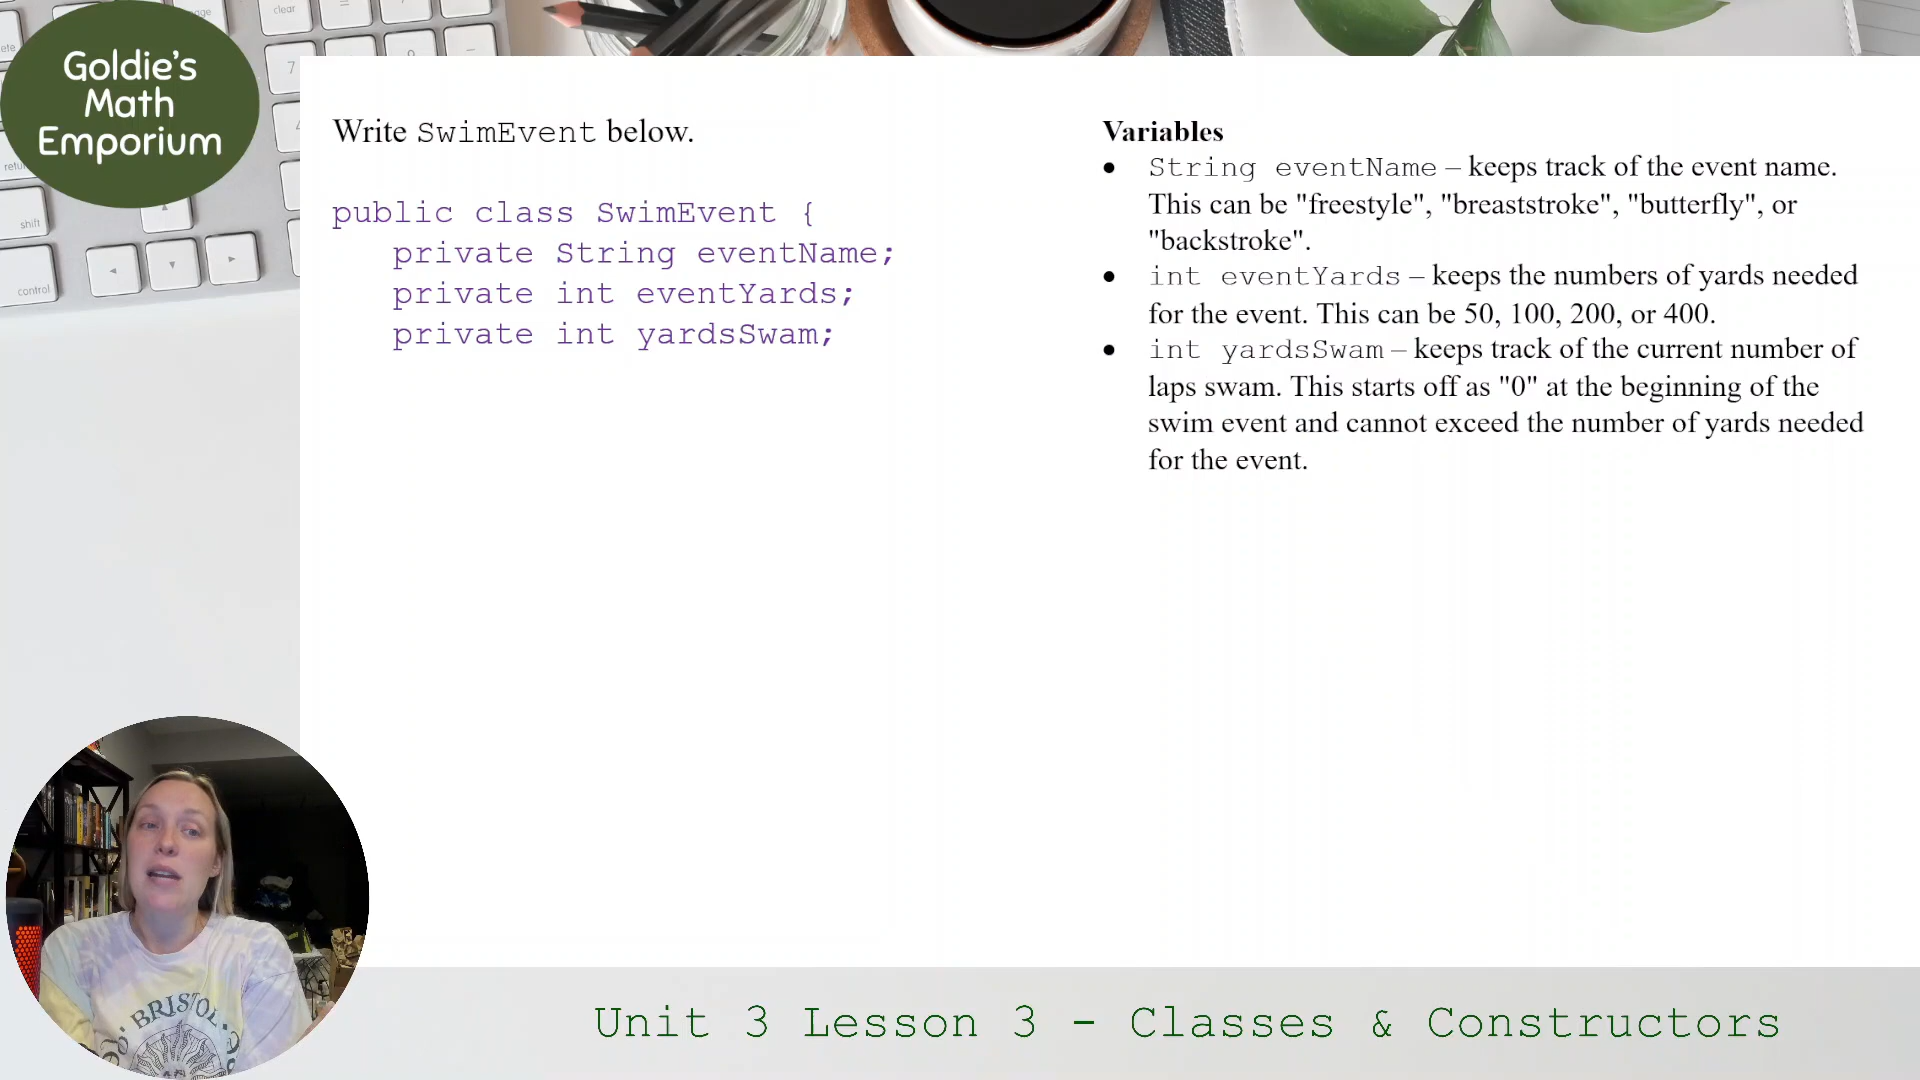 Goldie's
Math
Emporium
clear
7
shift
control
Write SwimEvent below.
public class SwimEvent {
private String eventName;
private int eventYards;
private int yardsSwam;
Variables
• String eventName – keeps track of the event name.
This can be "freestyle", "breaststroke", "butterfly", or
"backstroke".
• int eventYards – keeps the numbers of yards needed
for the event. This can be 50, 100, 200, or 400.
• int yardsSwam – keeps track of the current number of
laps swam. This starts off as "0" at the beginning of the
swim event and cannot exceed the number of yards needed
for the event.
Unit 3 Lesson 3 - Classes & Constructors